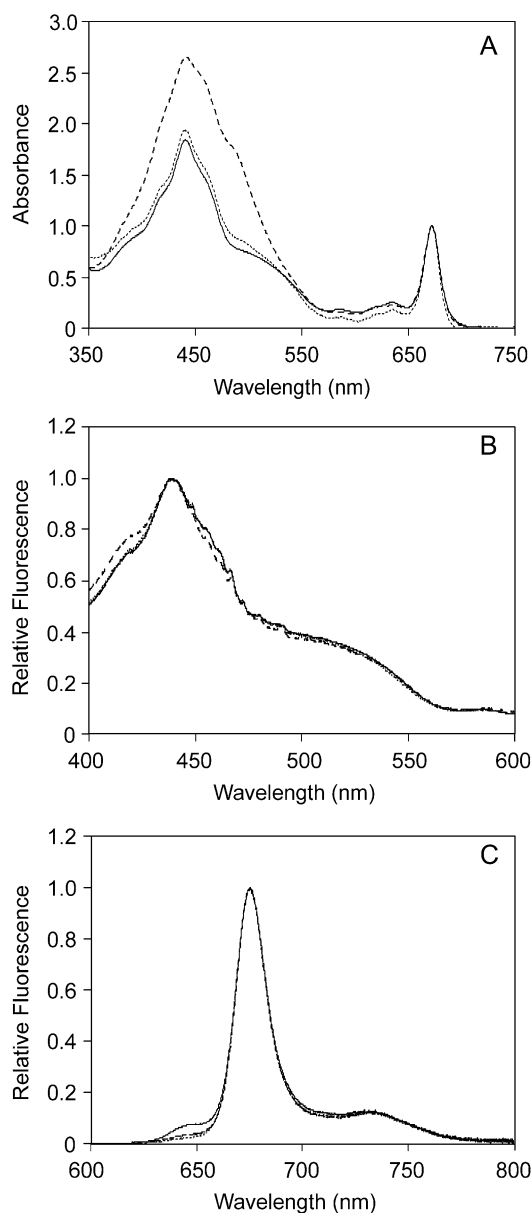 A
3.0
2.5
2.0
1.5
1.0
0.5
0
Absorbance
350 450 550 650 750
Wavelength (nm)
B
1.2
1.0
0.8
0.6
0.4
0.2
0
Relative Fluorescence
400 450 500 550 600
Wavelength (nm)
C
1.2
1.0
0.8
0.6
0.4
0.2
0
Relative Fluorescence
600 650 700 750 800
Wavelength (nm)